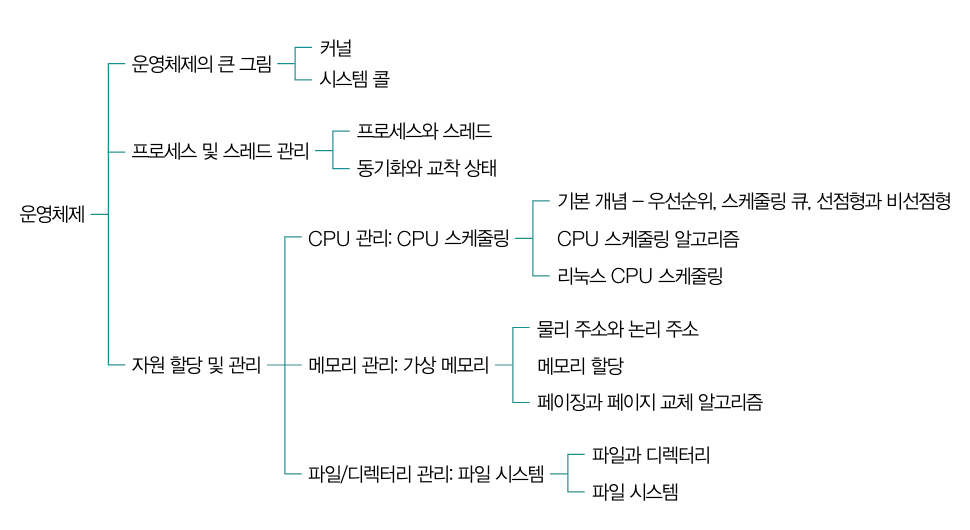 운영체제
운영체제의 큰 그림
커널
시스템 콜
프로세스 및 스레드 관리
프로세스와 스레드
동기화와 교착 상태
자원 할당 및 관리
CPU 관리: CPU 스케줄링
기본 개념 – 우선순위, 스케줄링 큐, 선점형과 비선점형
CPU 스케줄링 알고리즘
리눅스 CPU 스케줄링
메모리 관리: 가상 메모리
물리 주소와 논리 주소
메모리 할당
페이징과 페이지 교체 알고리즘
파일/디렉터리 관리: 파일 시스템
파일과 디렉터리
파일 시스템